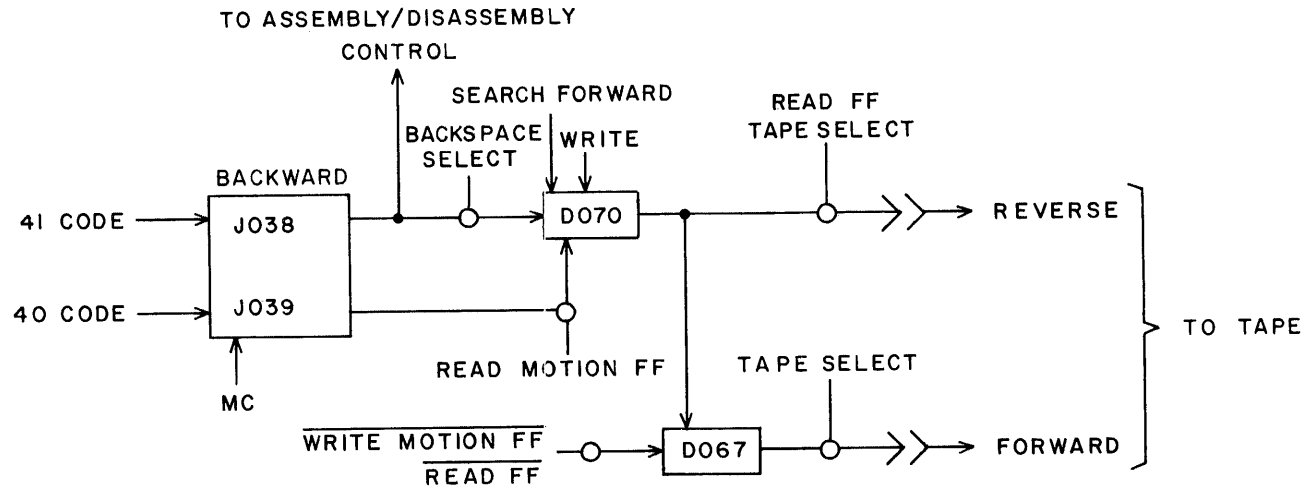 TO ASSEMBLY/DISASSEMBLY
CONTROL
SEARCH FORWARD
BACKSPACE
SELECT
WRITE
READ FF
TAPE SELECT
BACKWARD
41 CODE
J038
D070
REVERSE
40 CODE
J039
TO TAPE
READ MOTION FF
TAPE SELECT
MC
WRITE MOTION FF
READ FF
D067
FORWARD